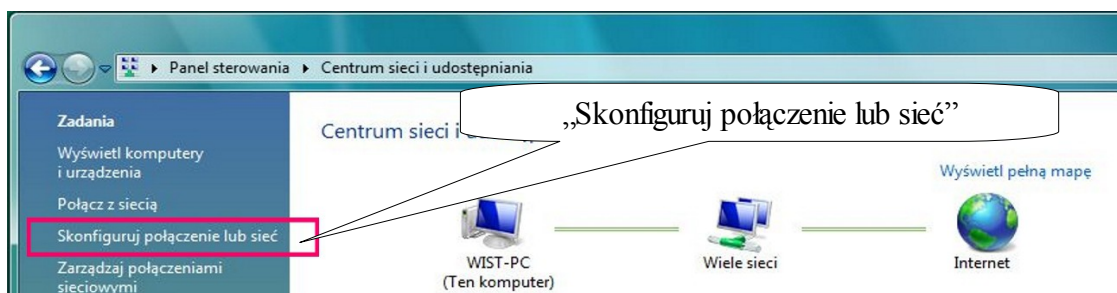 Panel sterowania ▸ Centrum sieci i udostępniania
„Skonfiguruj połączenie lub sieć”
Zadania
Wyświetl komputery
i urządzenia
Połącz z siecią
Skonfiguruj połączenie lub sieć
Zarządzaj połączeniami
sieciowymi
Centrum sieci i
Wyświetl pełną mapę
WIST-PC
(Ten komputer)
Wiele sieci
Internet